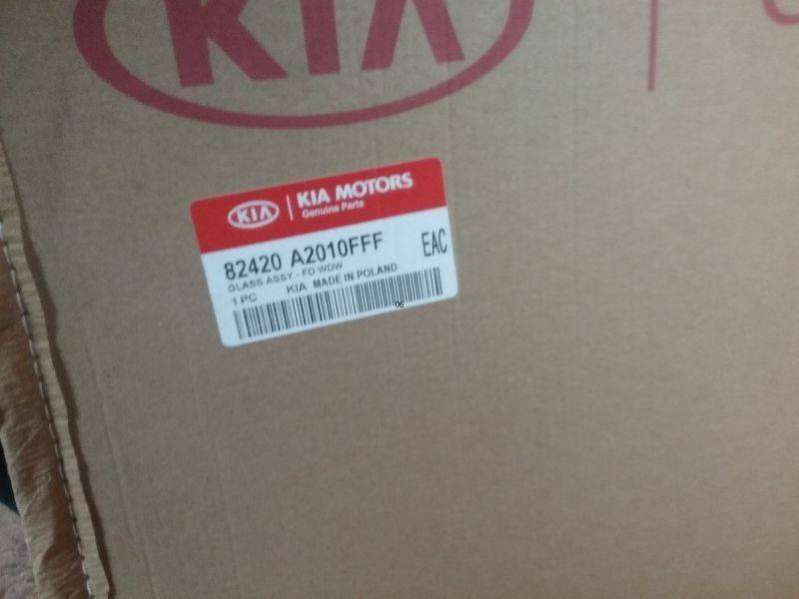 KIA
KIA KIA MOTORS
Genuine Parts
82420 A2010FFF EAC
GLASS ASSY - FD WDW
1 PC KIA MADE IN POLAND
06